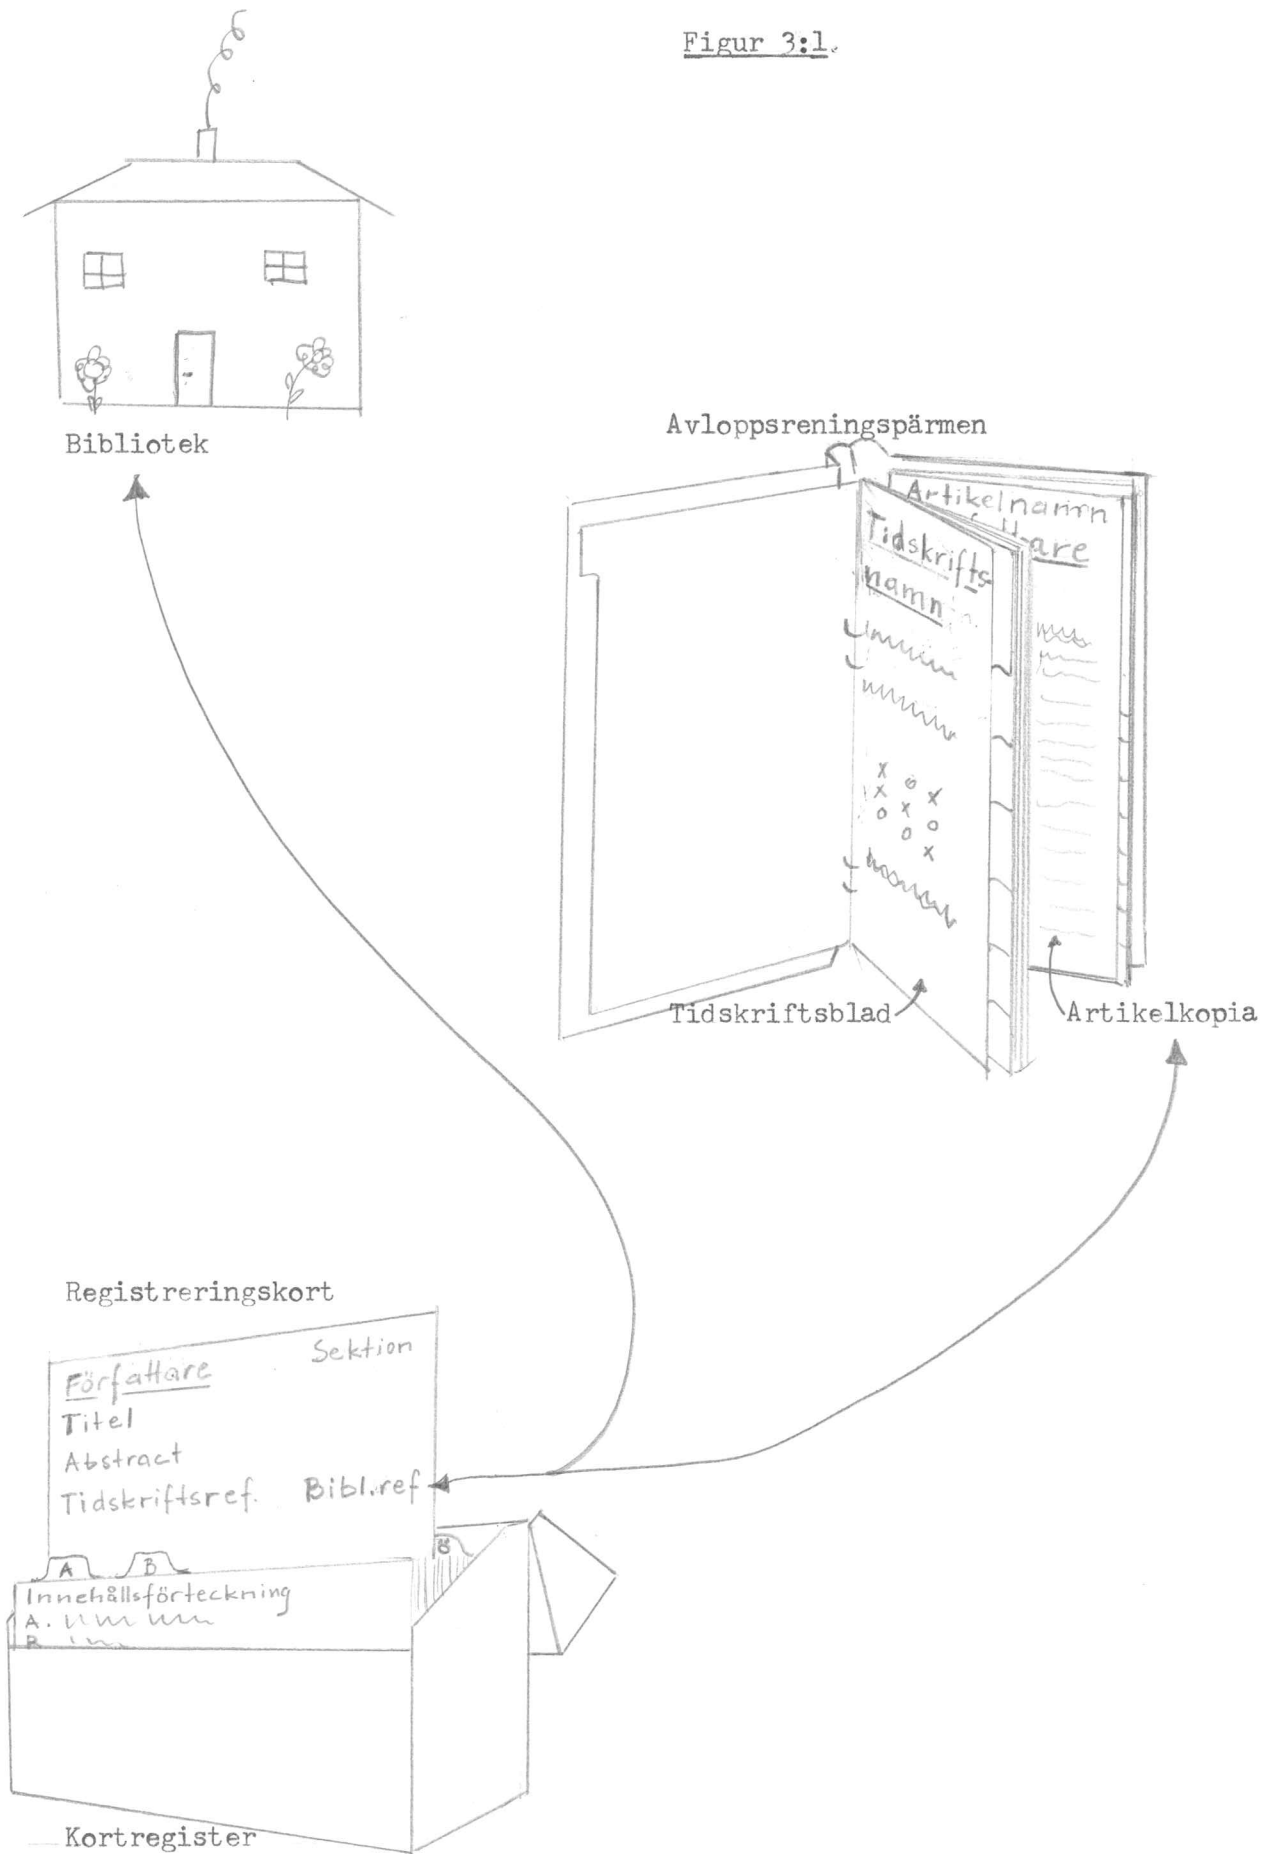 Figur 3:1.
Bibliotek
Avloppsreningspärmen
Artikelnamn
Tidskrifts
namn
Tidskriftsblad
Artikelkopia
Registreringskort
Sektion
Författare
Titel
Abstract
Tidskriftsref. Bibl.ref
A B ö
Innehållsförteckning
A.
B
Kortregister